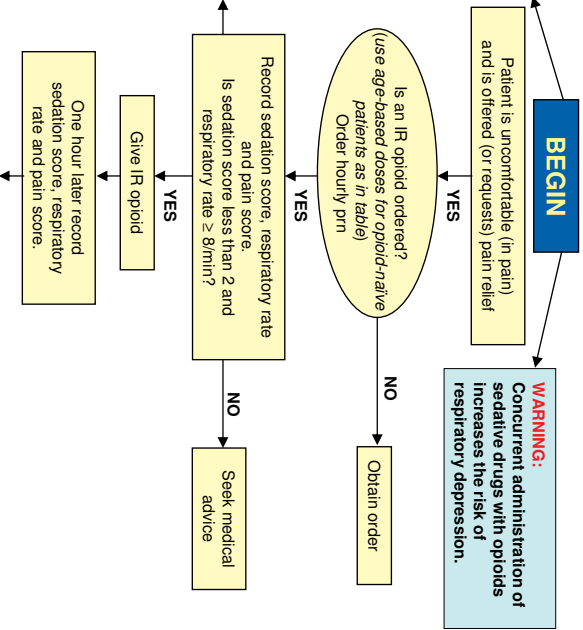 BEGIN
Patient is uncomfortable (in pain)
and is offered (or requests) pain relief
WARNING:
Concurrent administration of
sedative drugs with opioids
increases the risk of
respiratory depression.
YES
Is an IR opioid ordered?
(use age-based doses for opioid-naïve
patients as in table)
Order hourly prn
NO
Obtain order
YES
Record sedation score, respiratory rate
and pain score.
Is sedation score less than 2 and
respiratory rate ≥ 8/min?
NO
Seek medical
advice
YES
Give IR opioid
One hour later record
sedation score, respiratory
rate and pain score.